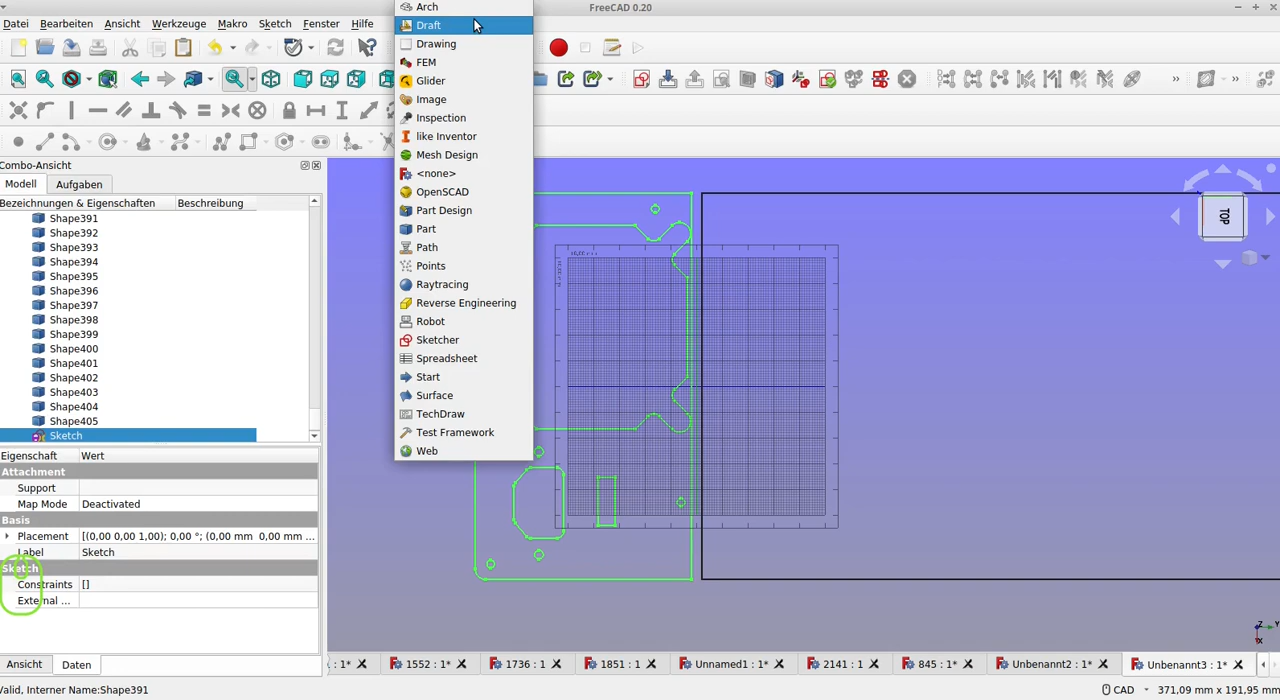 FreeCAD 0.20
Datei Bearbeiten Ansicht Werkzeuge Makro Sketch Fenster Hilfe
Arch
Draft
Drawing
FEM
Glider
Image
Inspection
like Inventor
Mesh Design
<none>
OpenSCAD
Part Design
Part
Path
Points
Raytracing
Reverse Engineering
Robot
Sketcher
Spreadsheet
Start
Surface
TechDraw
Test Framework
Web
Combo-Ansicht
Modell Aufgaben
Bezeichnungen & Eigenschaften Beschreibung
Shape391
Shape392
Shape393
Shape394
Shape395
Shape396
Shape397
Shape398
Shape399
Shape400
Shape401
Shape402
Shape403
Shape404
Shape405
Sketch
Eigenschaft Wert
Attachment
Support
Map Mode Deactivated
Basis
Placement [(0,00 0,00 1,00); 0,00 °; (0,00 mm 0,00 mm ...
Label Sketch
Sketch
Constraints []
External ...
Ansicht Daten
TOP
Z Y
X
: 1* 1552 : 1* 1736 : 1 1851 : 1 Unnamed1 : 1* 2141 : 1 845 : 1* Unbenannt2 : 1* Unbenannt3 : 1*
Valid, Interner Name:Shape391
CAD 371,09 mm x 191,95 mm